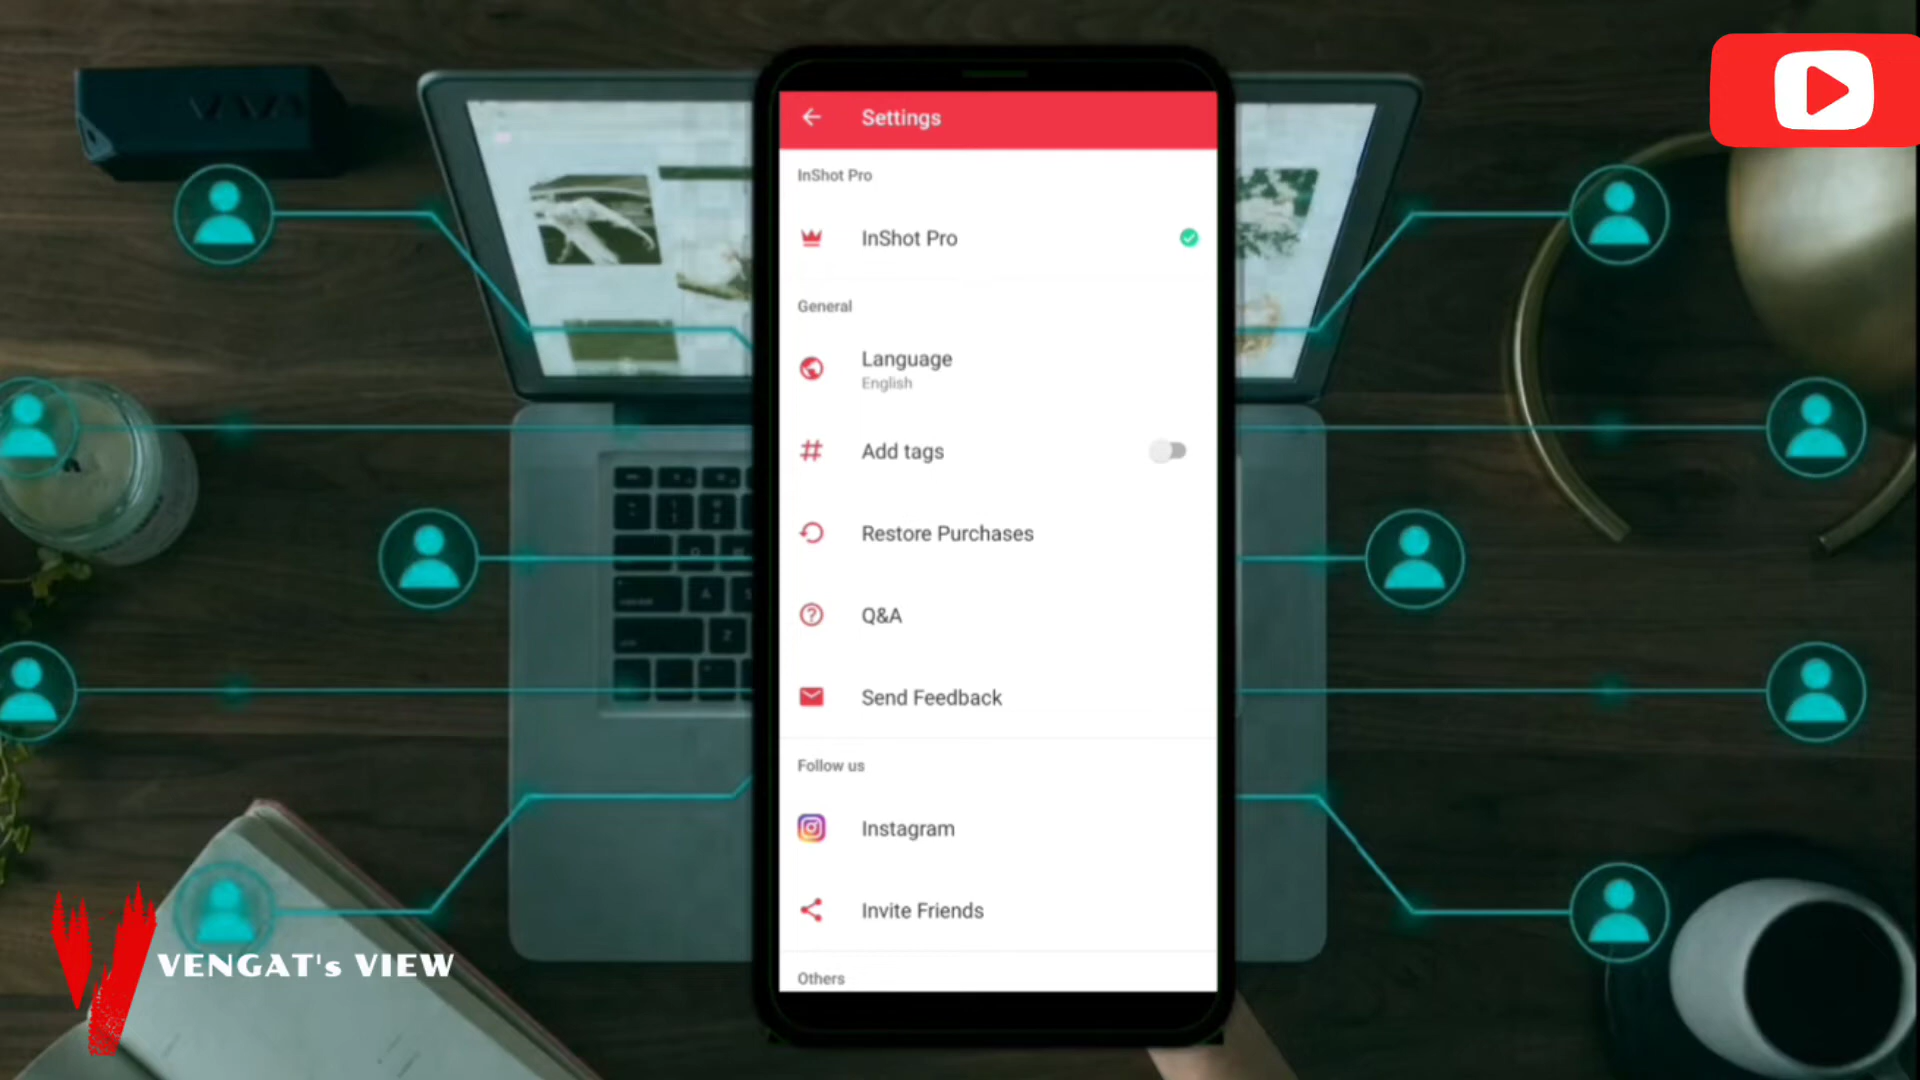 Settings
InShot Pro
InShot Pro
General
Language
English
Add tags
Restore Purchases
Q&A
Send Feedback
Follow us
Instagram
Invite Friends
Others
VENGAT's VIEW